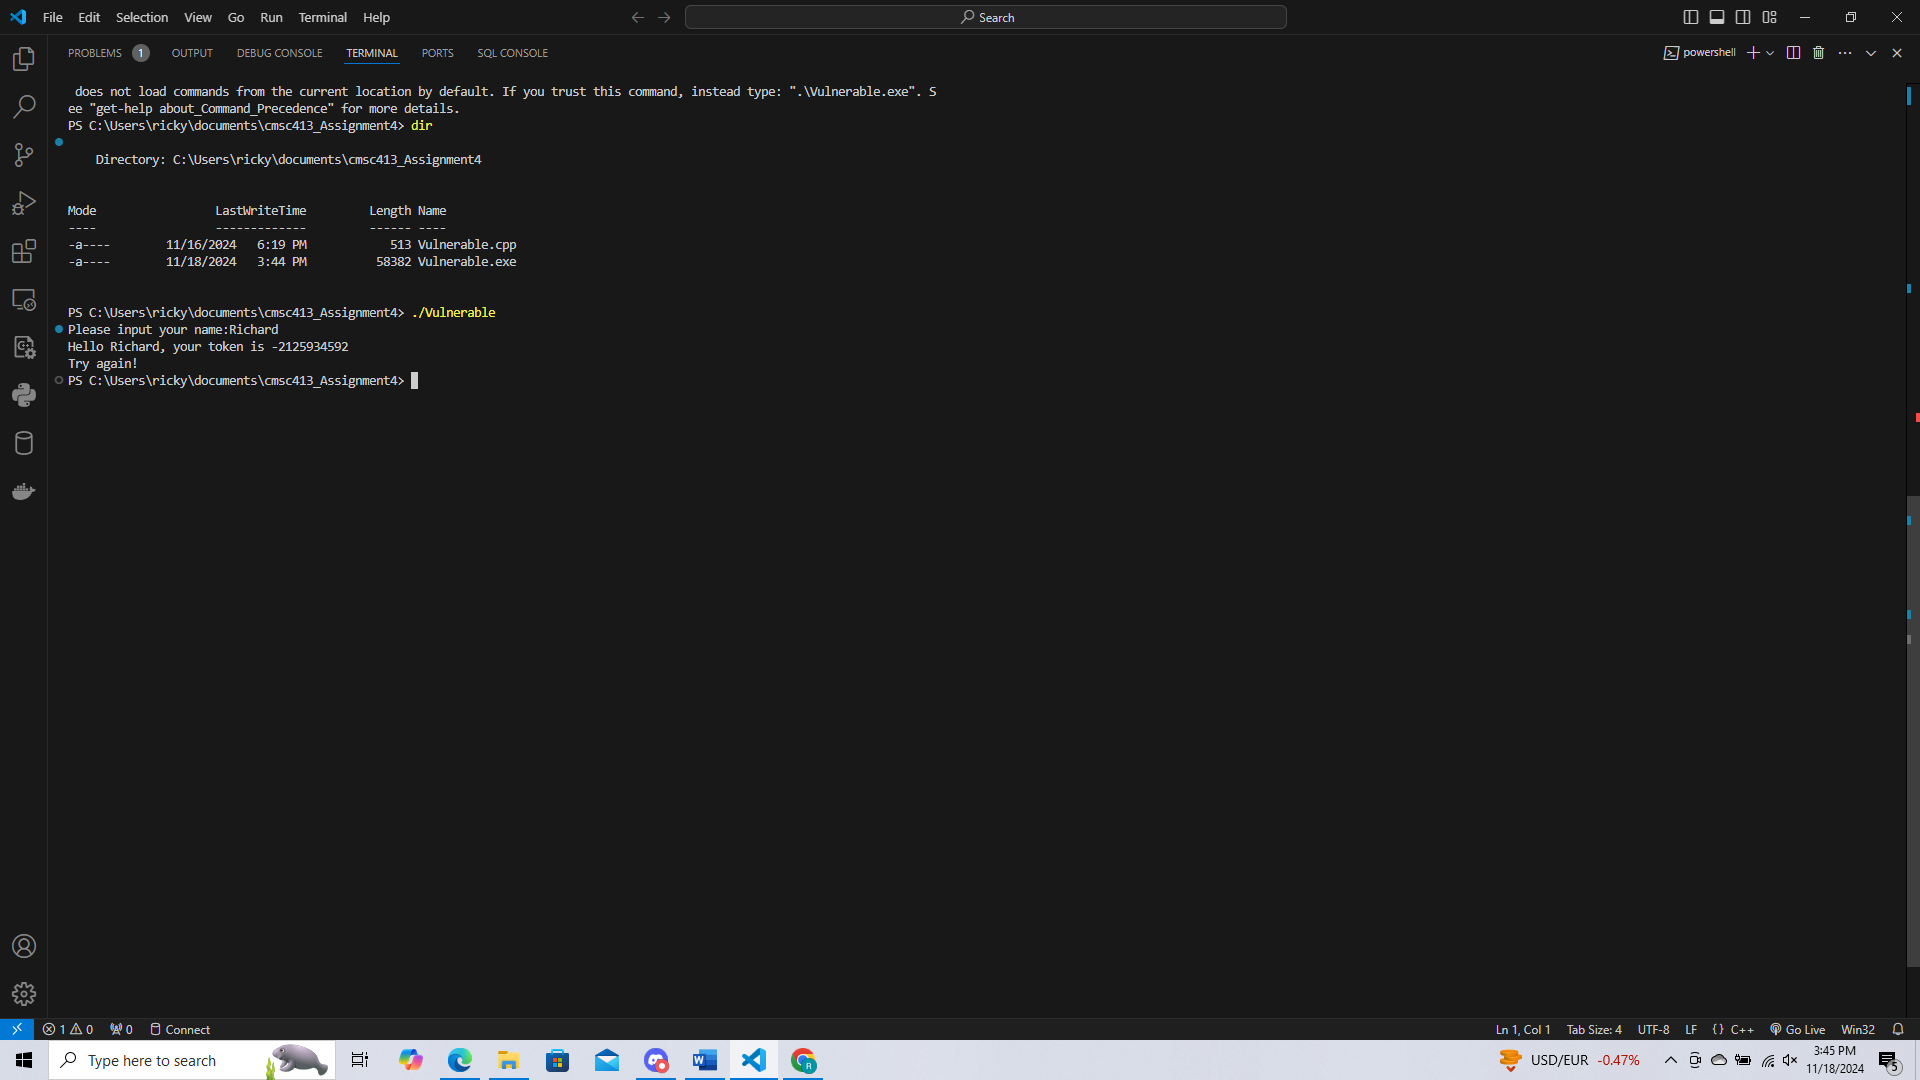 File Edit Selection View Go Run Terminal Help
Search
PROBLEMS 1 OUTPUT DEBUG CONSOLE TERMINAL PORTS SQL CONSOLE
powershell
 does not load commands from the current location by default. If you trust this command, instead type: ".\Vulnerable.exe". S
ee "get-help about_Command_Precedence" for more details.
PS C:\Users\ricky\documents\cmsc413_Assignment4> dir
    Directory: C:\Users\ricky\documents\cmsc413_Assignment4
Mode                 LastWriteTime         Length Name
----                 -------------         ------ ----
-a----        11/16/2024   6:19 PM            513 Vulnerable.cpp
-a----        11/18/2024   3:44 PM          58382 Vulnerable.exe
PS C:\Users\ricky\documents\cmsc413_Assignment4> ./Vulnerable
Please input your name:Richard
Hello Richard, your token is -2125934592
Try again!
PS C:\Users\ricky\documents\cmsc413_Assignment4>
1 0 0 Connect
Ln 1, Col 1 Tab Size: 4 UTF-8 LF {} C++ Go Live Win32
Type here to search
USD/EUR -0.47%
3:45 PM
11/18/2024
5